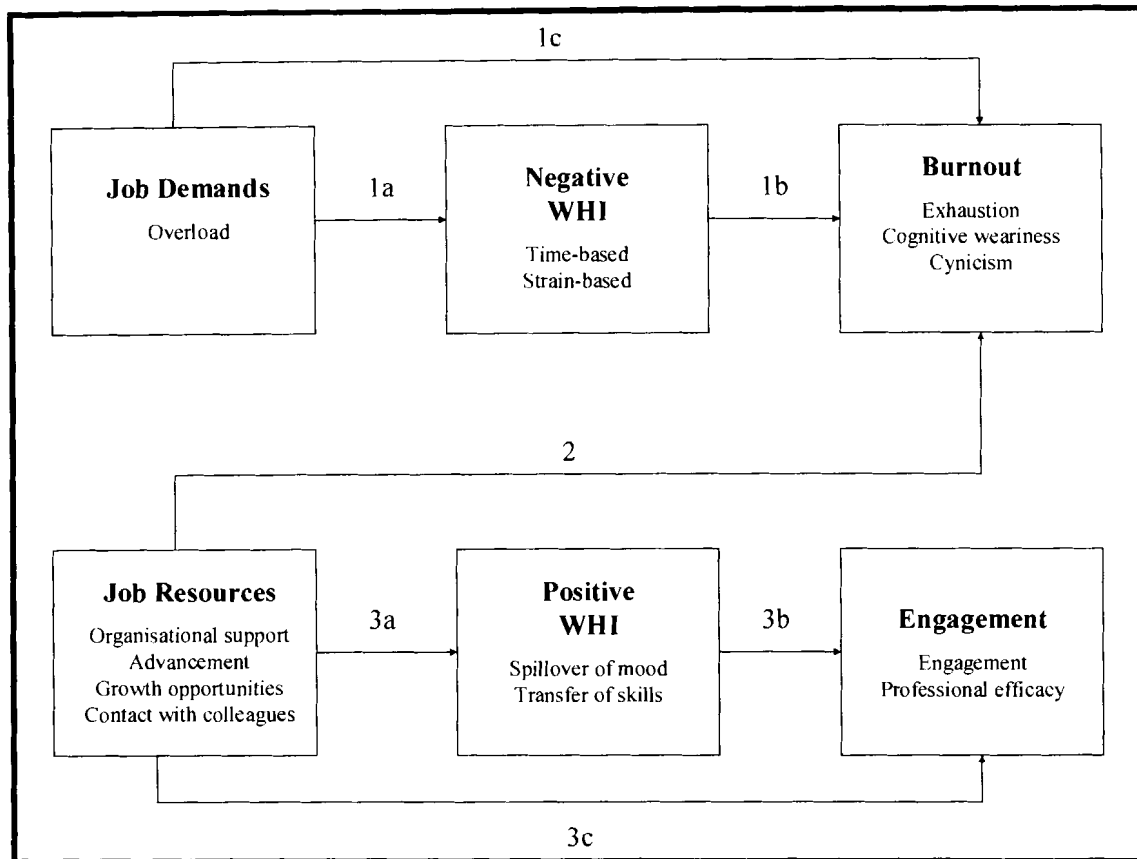 1c
Job Demands
Overload
1a
Negative
WHI
Time-based
Strain-based
1b
Burnout
Exhaustion
Cognitive weariness
Cynicism
2
Job Resources
Organisational support
Advancement
Growth opportunities
Contact with colleagues
3a
Positive
WHI
Spillover of mood
Transfer of skills
3b
Engagement
Engagement
Professional efficacy
3c